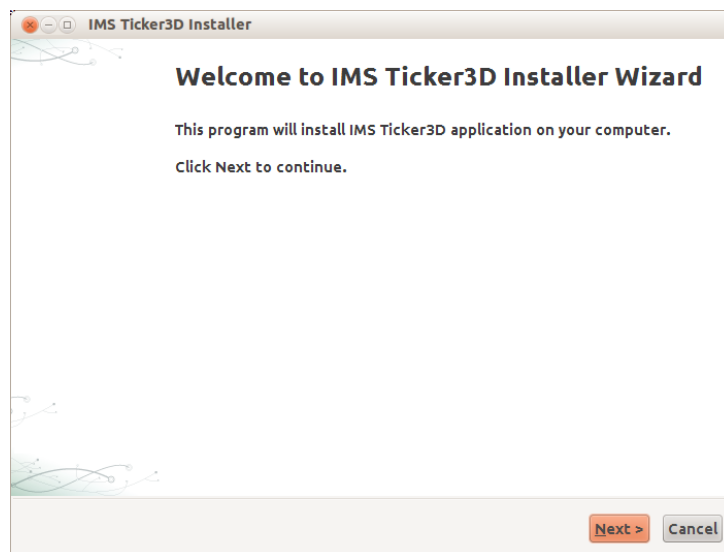 IMS Ticker3D Installer
Welcome to IMS Ticker3D Installer Wizard
This program will install IMS Ticker3D application on your computer.
Click Next to continue.
Next > Cancel